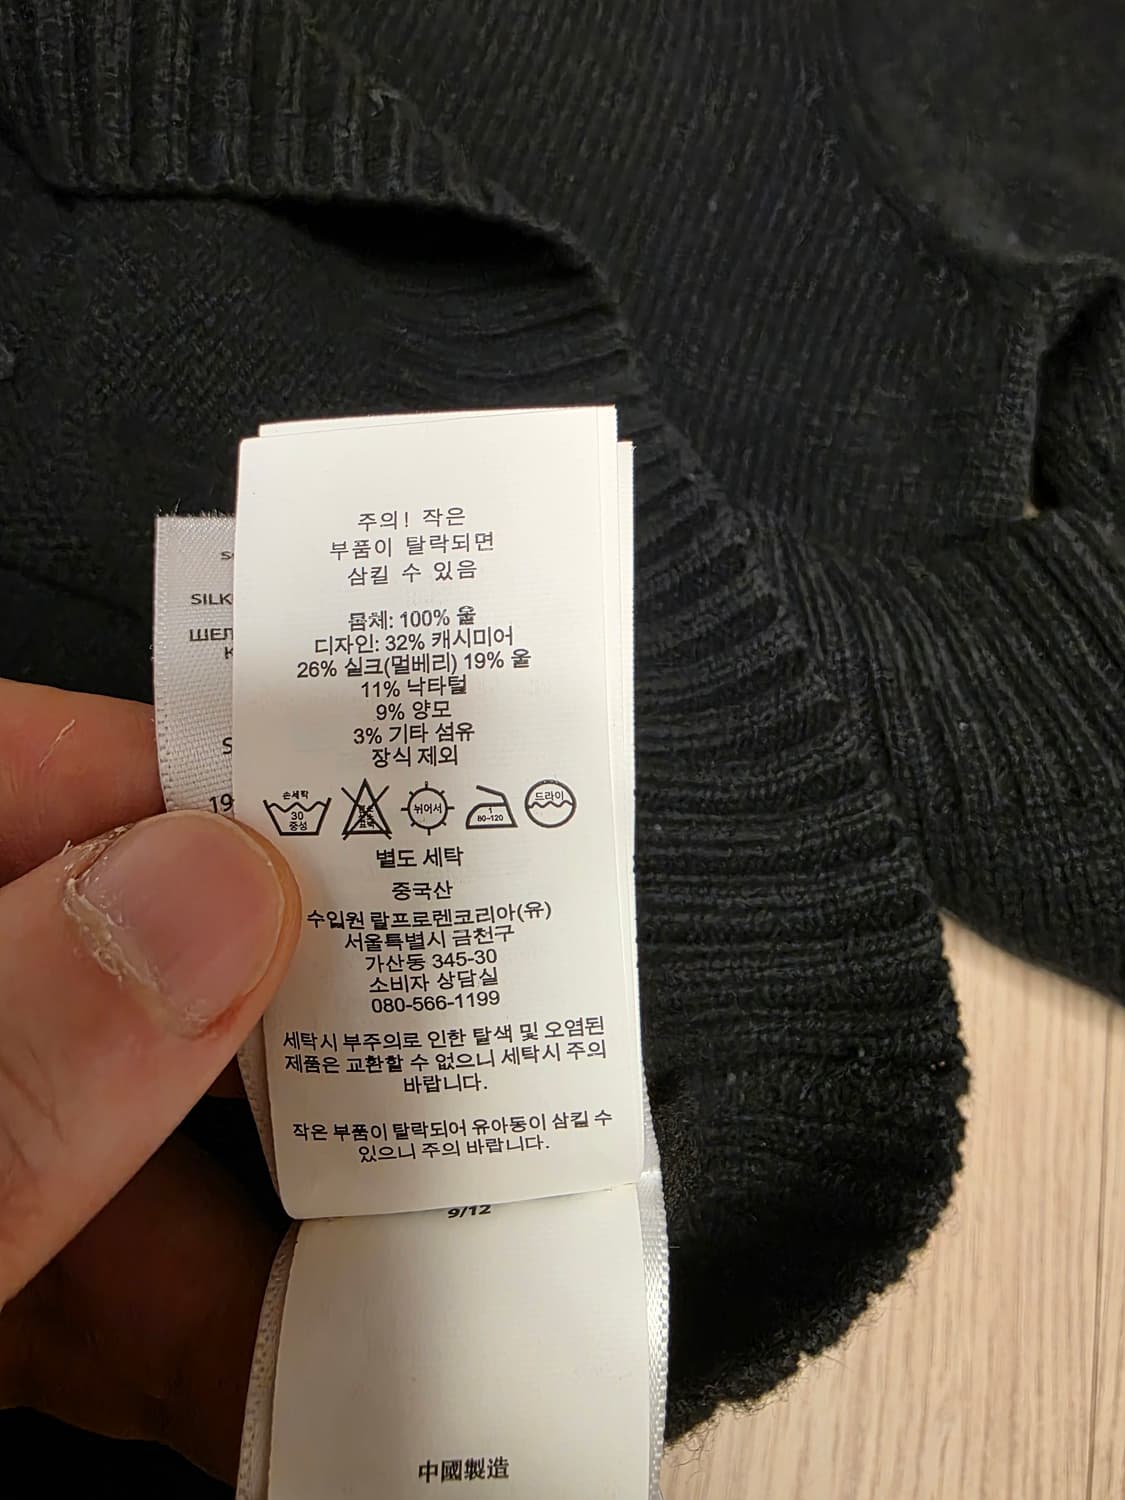 주의! 작은
부품이 탈락되면
삼킬 수 있음
몸체: 100% 울
디자인: 32% 캐시미어
26% 실크(멀베리) 19% 울
11% 낙타털
9% 양모
3% 기타 섬유
장식 제외
손세탁
30
중성
뉘어서
1
80~120
드라이
별도 세탁
중국산
수입원 랄프로렌코리아(유)
서울특별시 금천구
가산동 345-30
소비자 상담실
080-566-1199
세탁시 부주의로 인한 탈색 및 오염된
제품은 교환할 수 없으니 세탁시 주의
바랍니다.
작은 부품이 탈락되어 유아동이 삼킬 수
있으니 주의 바랍니다.
SILK
ШЕЛ
19
9/12
中國製造